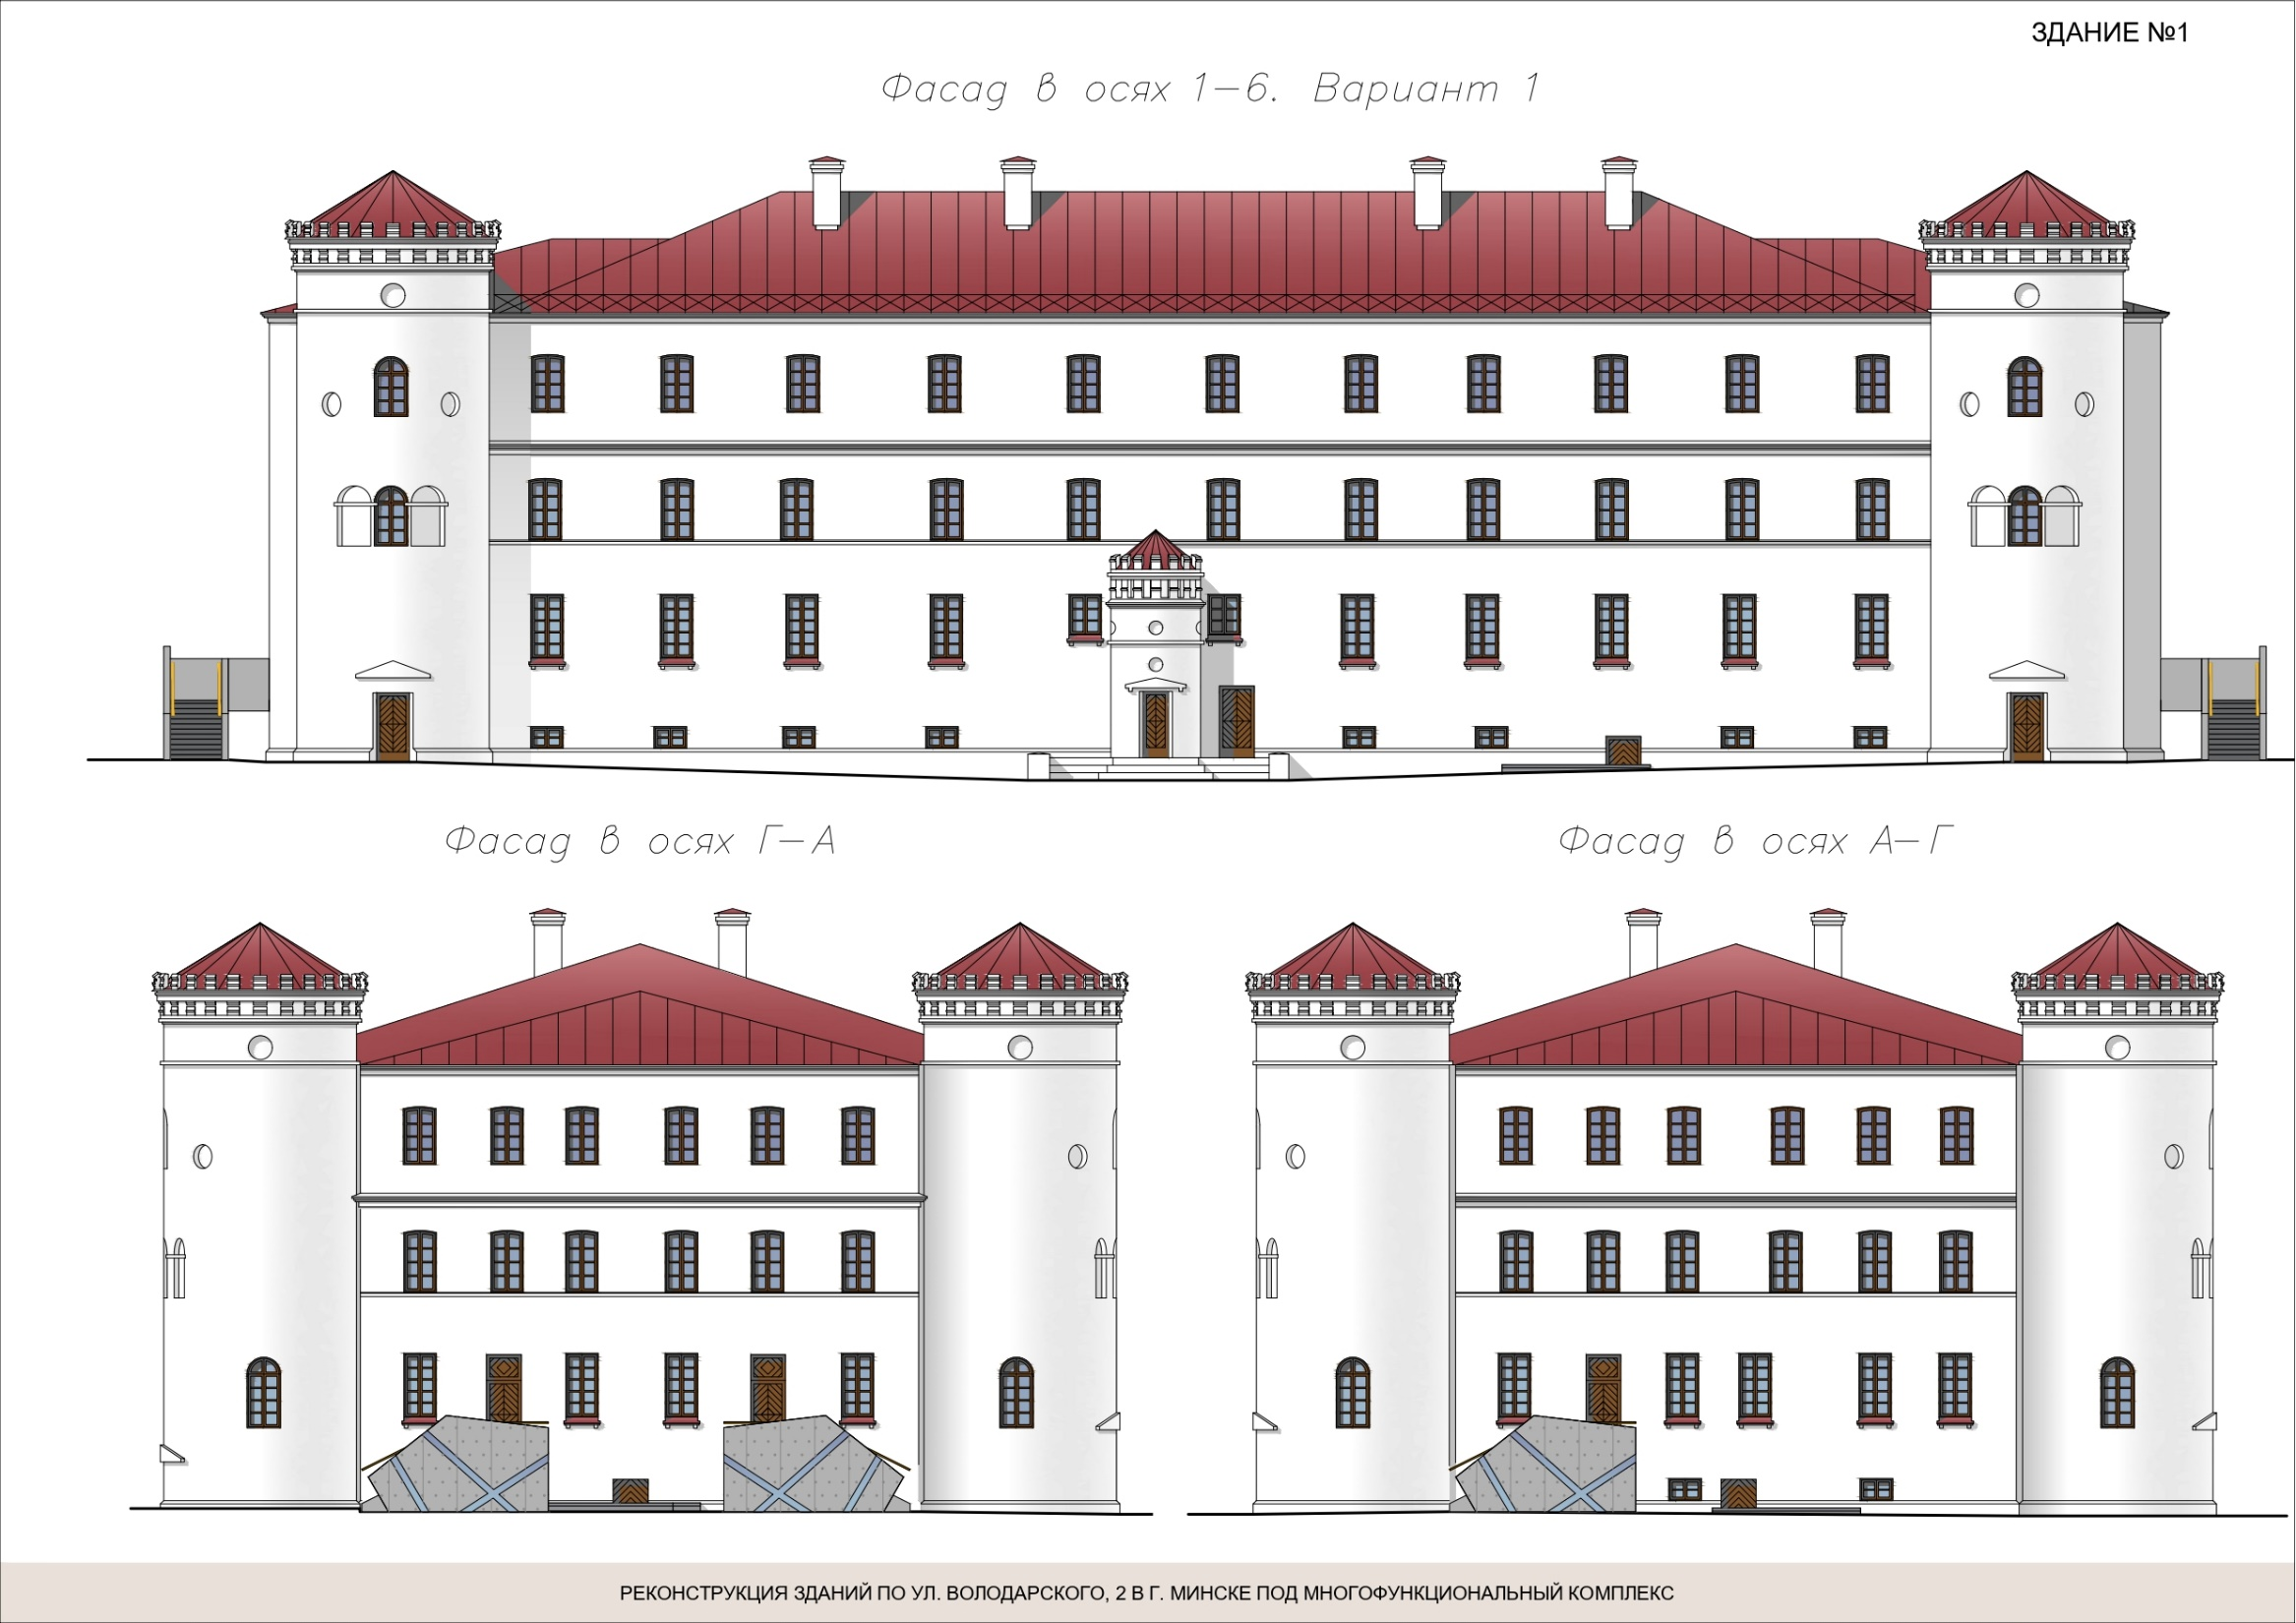 ЗДАНИЕ №1
Фасад в осях 1-6. Вариант 1
Фасад в осях Г-А
Фасад в осях А-Г
РЕКОНСТРУКЦИЯ ЗДАНИЙ ПО УЛ. ВОЛОДАРСКОГО, 2 В Г. МИНСКЕ ПОД МНОГОФУНКЦИОНАЛЬНЫЙ КОМПЛЕКС